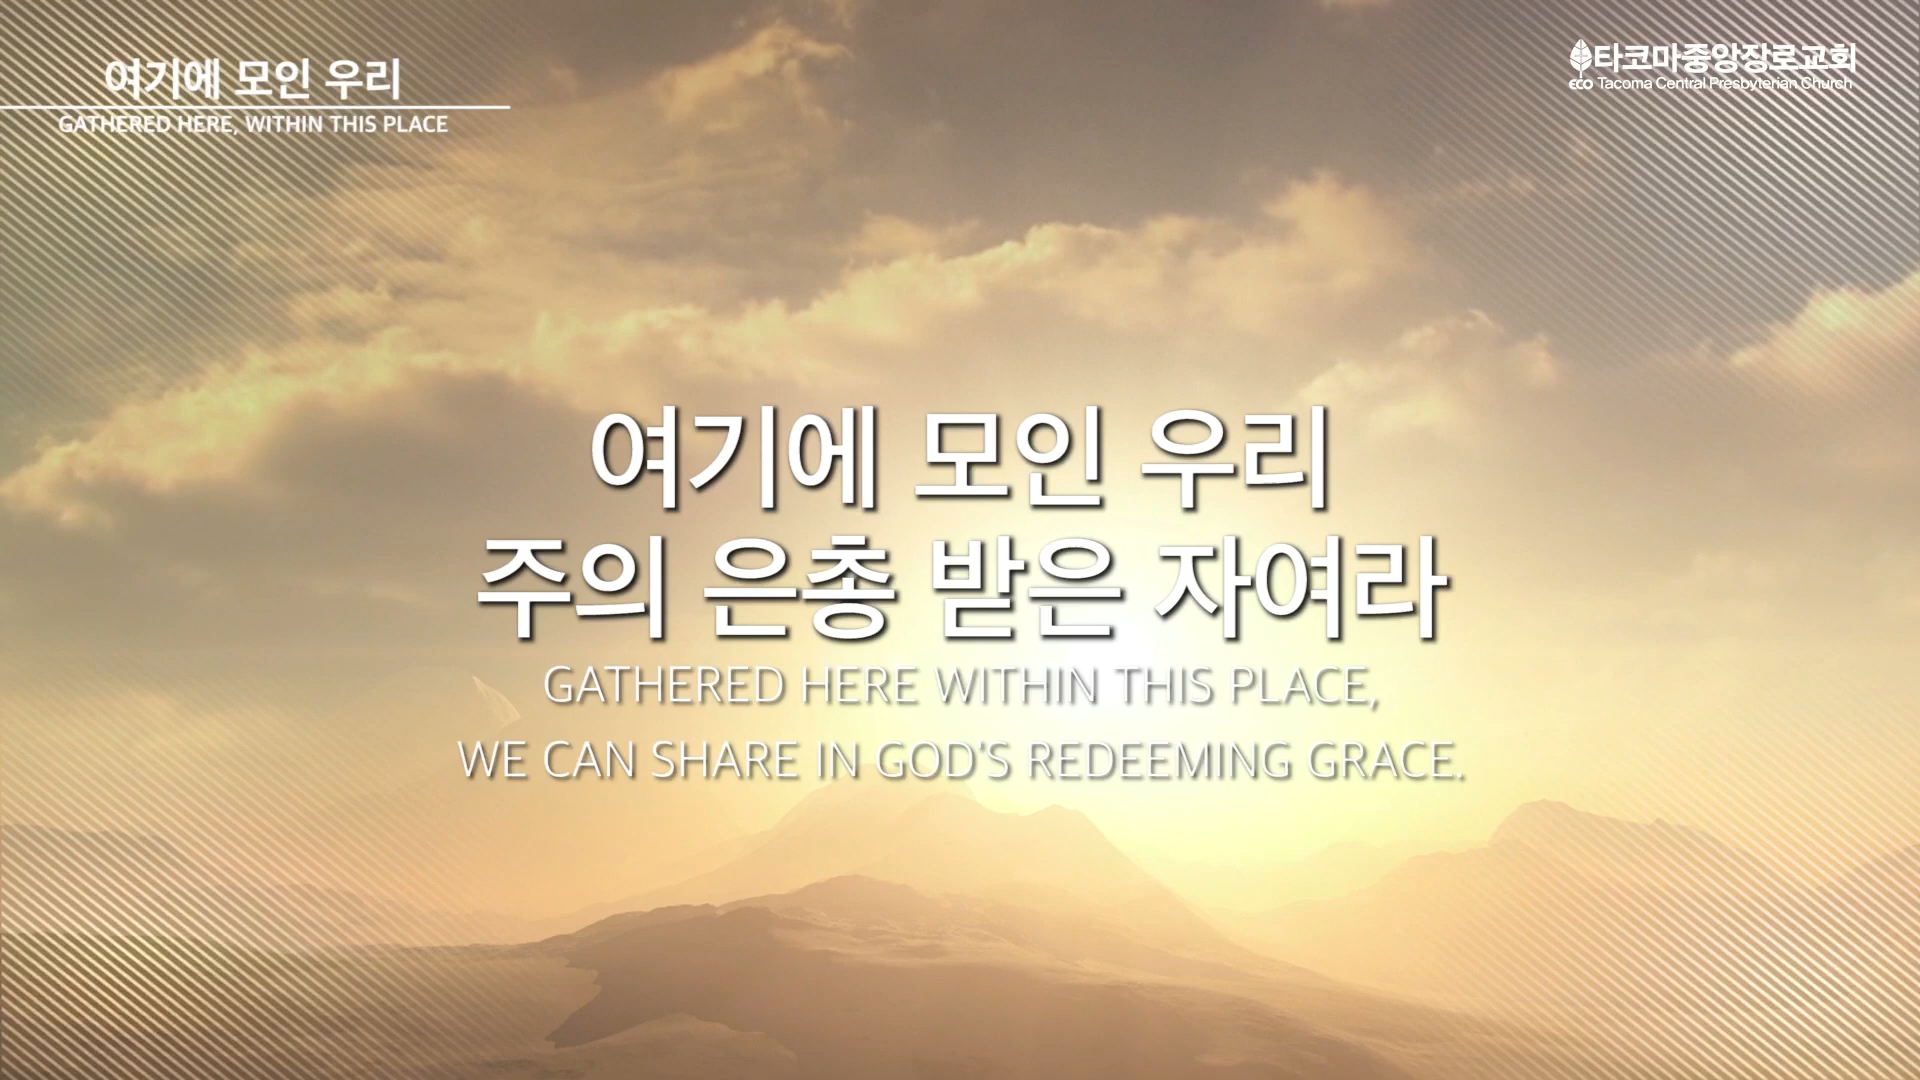 여기에 모인 우리
GATHERED HERE, WITHIN THIS PLACE
타코마중앙장로교회
ECO Tacoma Central Presbyterian Church
여기에 모인 우리
주의 은총 받은 자여라
GATHERED HERE WITHIN THIS PLACE,
WE CAN SHARE IN GOD'S REDEEMING GRACE.